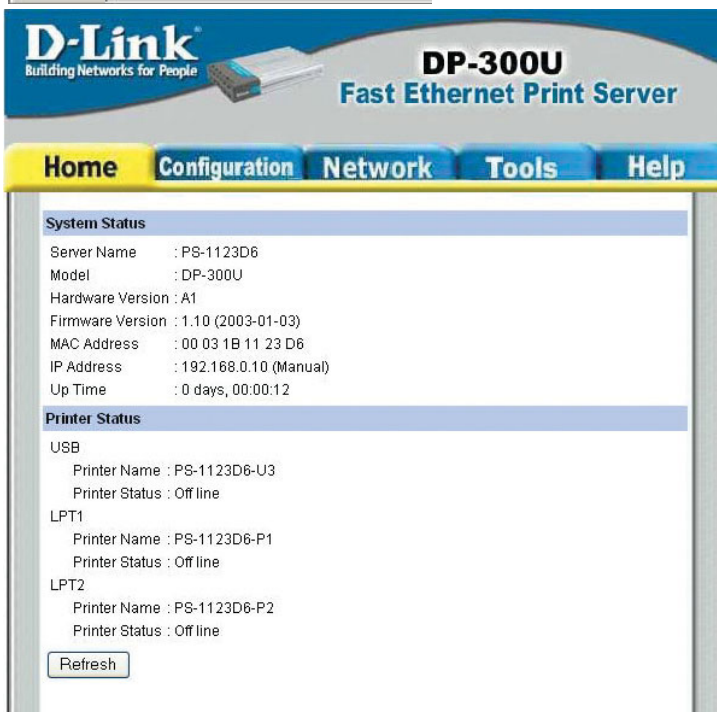 D-Link
Building Networks for People
DP-300U
Fast Ethernet Print Server
Home Configuration Network Tools Help
System Status
Server Name : PS-1123D6
Model : DP-300U
Hardware Version : A1
Firmware Version : 1.10 (2003-01-03)
MAC Address : 00 03 1B 11 23 D6
IP Address : 192.168.0.10 (Manual)
Up Time : 0 days, 00:00:12
Printer Status
USB
Printer Name : PS-1123D6-U3
Printer Status : Off line
LPT1
Printer Name : PS-1123D6-P1
Printer Status : Off line
LPT2
Printer Name : PS-1123D6-P2
Printer Status : Off line
Refresh